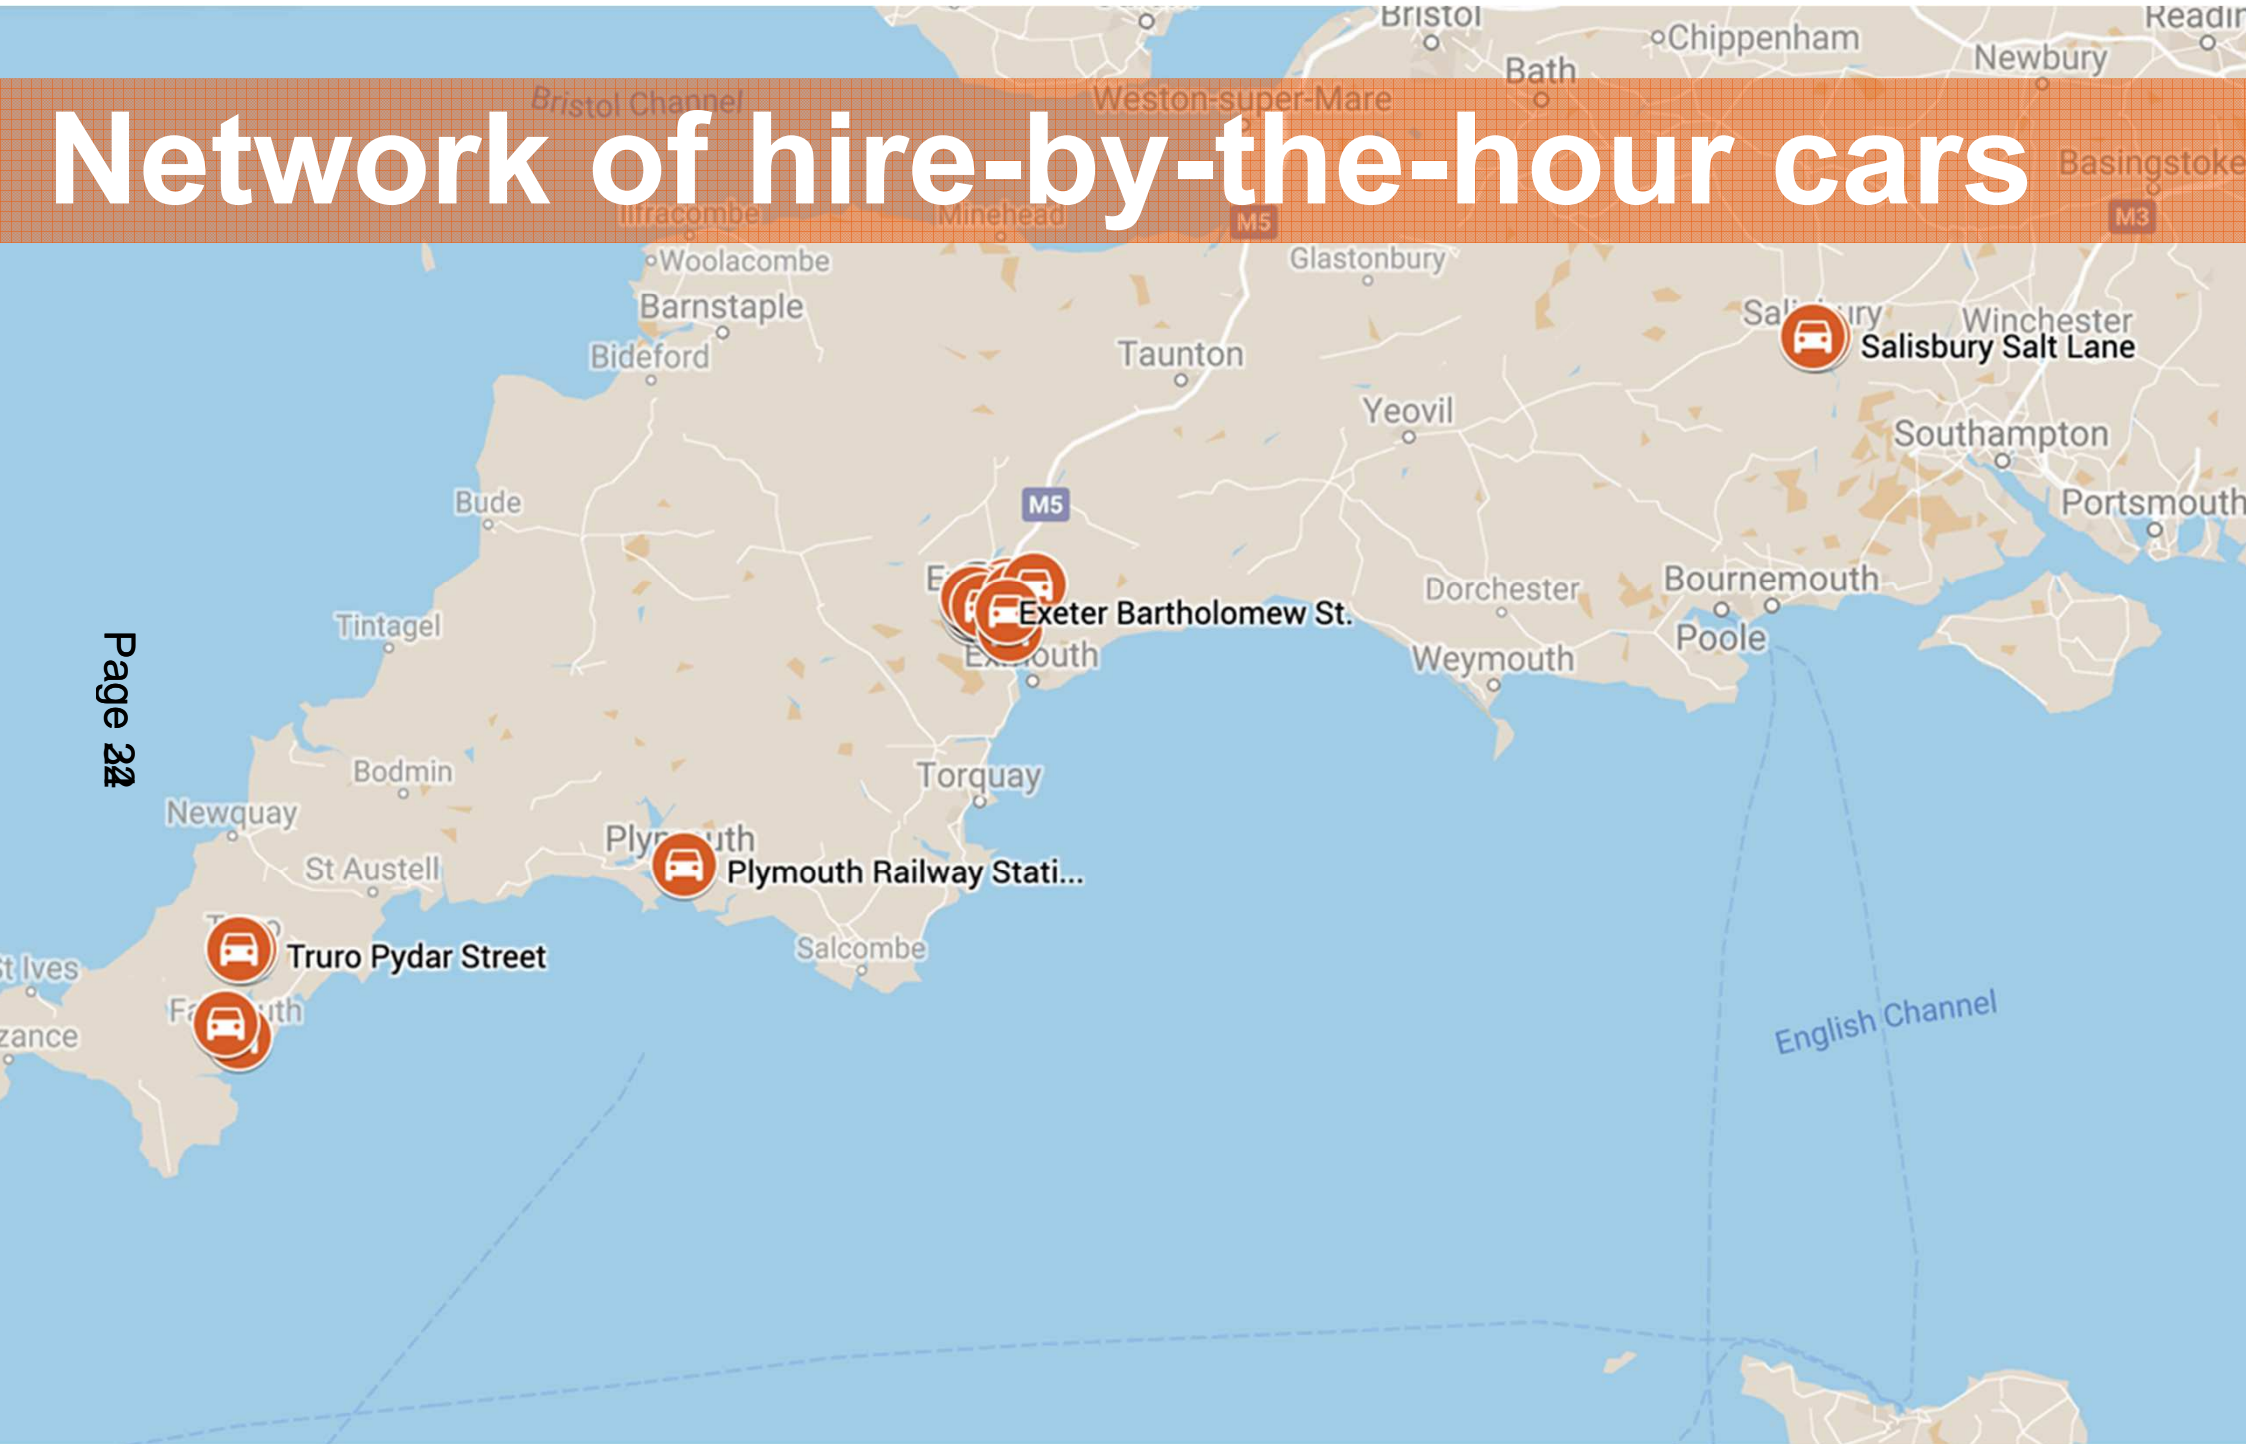 Bristol
Chippenham
Newbury
Bath
Bristol Channel
Weston-super-Mare
Network of hire-by-the-hour cars
Basingstoke
Ilfracombe
Minehead
M5
M3
Woolacombe
Glastonbury
Barnstaple
Winchester
Salisbury Salt Lane
Bideford
Taunton
Yeovil
Southampton
Bude
M5
Portsmouth
Dorchester
Bournemouth
Exeter Bartholomew St.
Tintagel
Poole
Weymouth
Page
Bodmin
Torquay
Newquay
Plymouth Railway Stati...
St Austell
Truro Pydar Street
Salcombe
t Ives
zance
English Channel